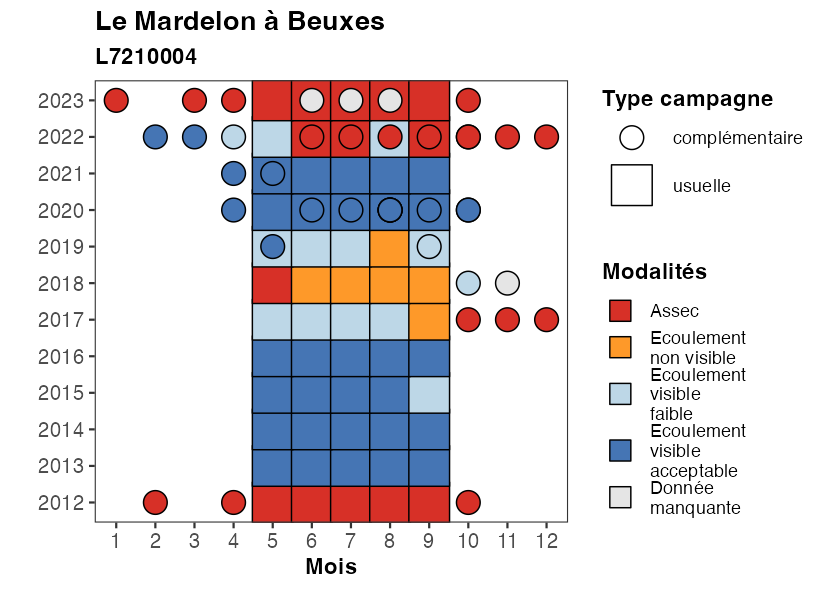 Le Mardelon à Beuxes
L7210004
2023
2022
2021
2020
2019
2018
2017
2016
2015
2014
2013
2012
1 2 3 4 5 6 7 8 9 10 11 12
Mois
Type campagne
complémentaire
usuelle
Modalités
Assec
Ecoulement
non visible
Ecoulement
visible
faible
Ecoulement
visible
acceptable
Donnée
manquante